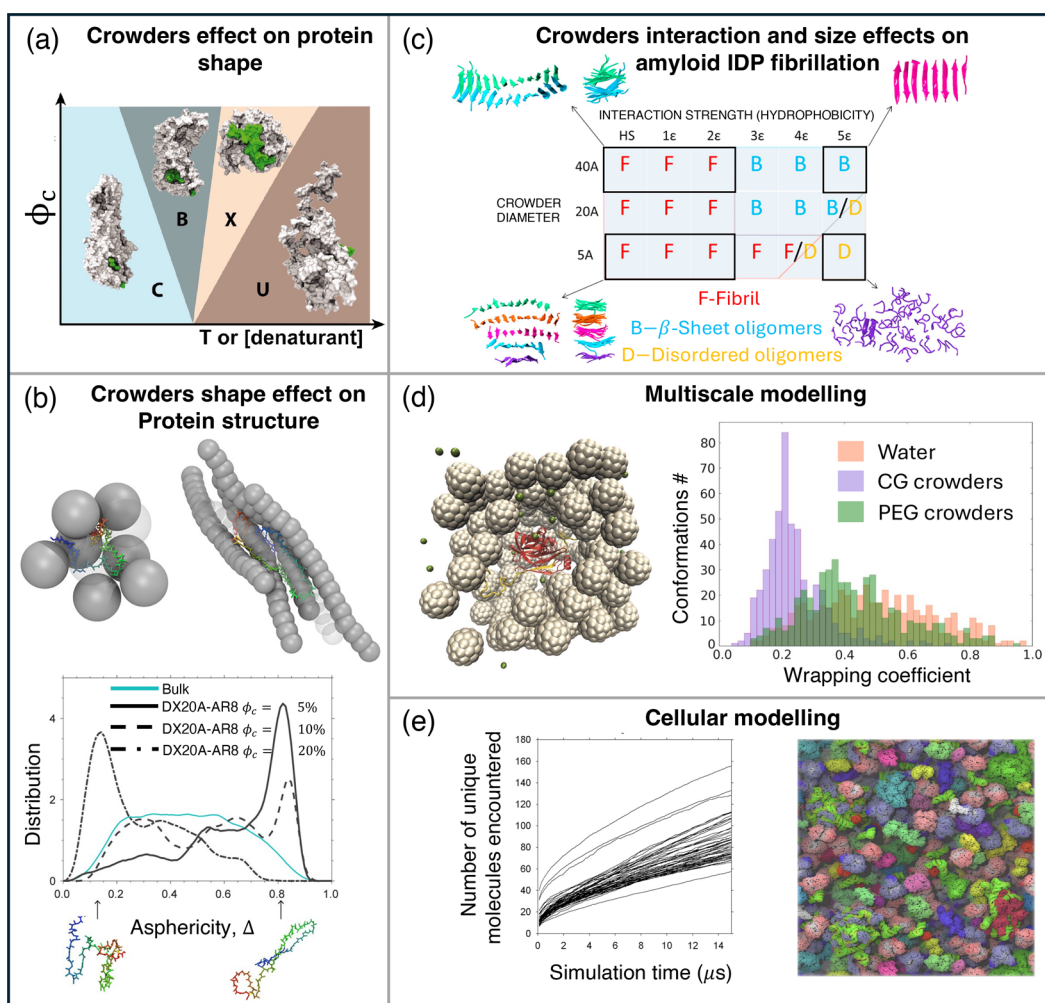 (a)
Crowders effect on protein
shape
ϕc
C
B
X
U
T or [denaturant]
(b)
Crowders shape effect on
Protein structure
Bulk
DX20A-AR8 ϕc = 5%
DX20A-AR8 ϕc = 10%
DX20A-AR8 ϕc = 20%
Distribution
4
2
0
0.0 0.2 0.4 0.6 0.8 1.0
Asphericity, Δ
(c)
Crowders interaction and size effects on
amyloid IDP fibrillation
INTERACTION STRENGTH (HYDROPHOBICITY)
HS 1ε 2ε 3ε 4ε 5ε
CROWDER
DIAMETER
40A F F F B B B
20A F F F B B B/D
5A F F F F F/D D
F-Fibril
B–β-Sheet oligomers
D–Disordered oligomers
(d)
Multiscale modelling
Conformations #
80
70
60
50
40
30
20
10
0
Water
CG crowders
PEG crowders
0.2 0.4 0.6 0.8 1.0
Wrapping coefficient
(e)
Cellular modelling
Number of unique
molecules encountered
180
160
140
120
100
80
60
40
20
0
0 2 4 6 8 10 12 14
Simulation time (μs)